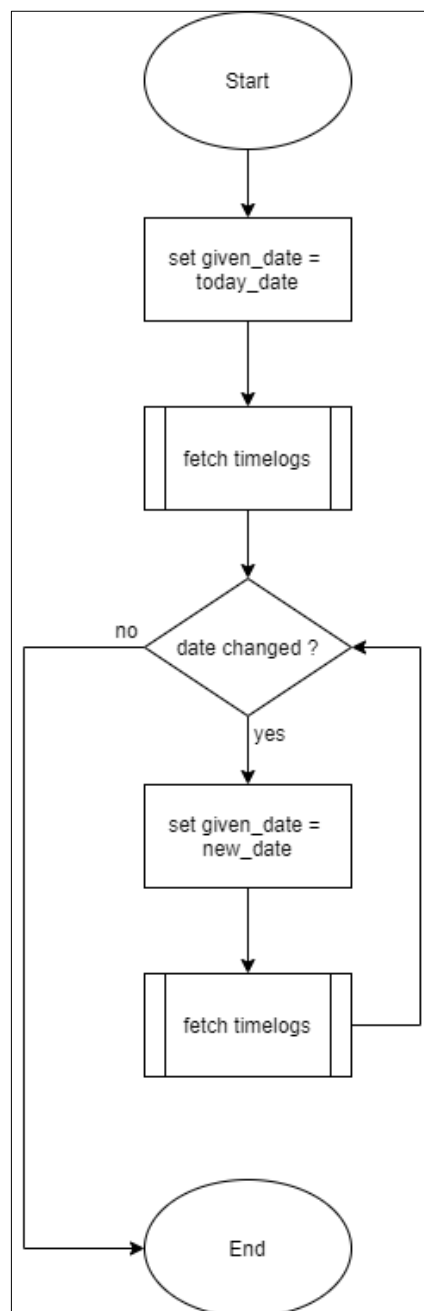 Start
set given_date =
today_date
fetch timelogs
date changed ?
no
yes
set given_date =
new_date
fetch timelogs
End